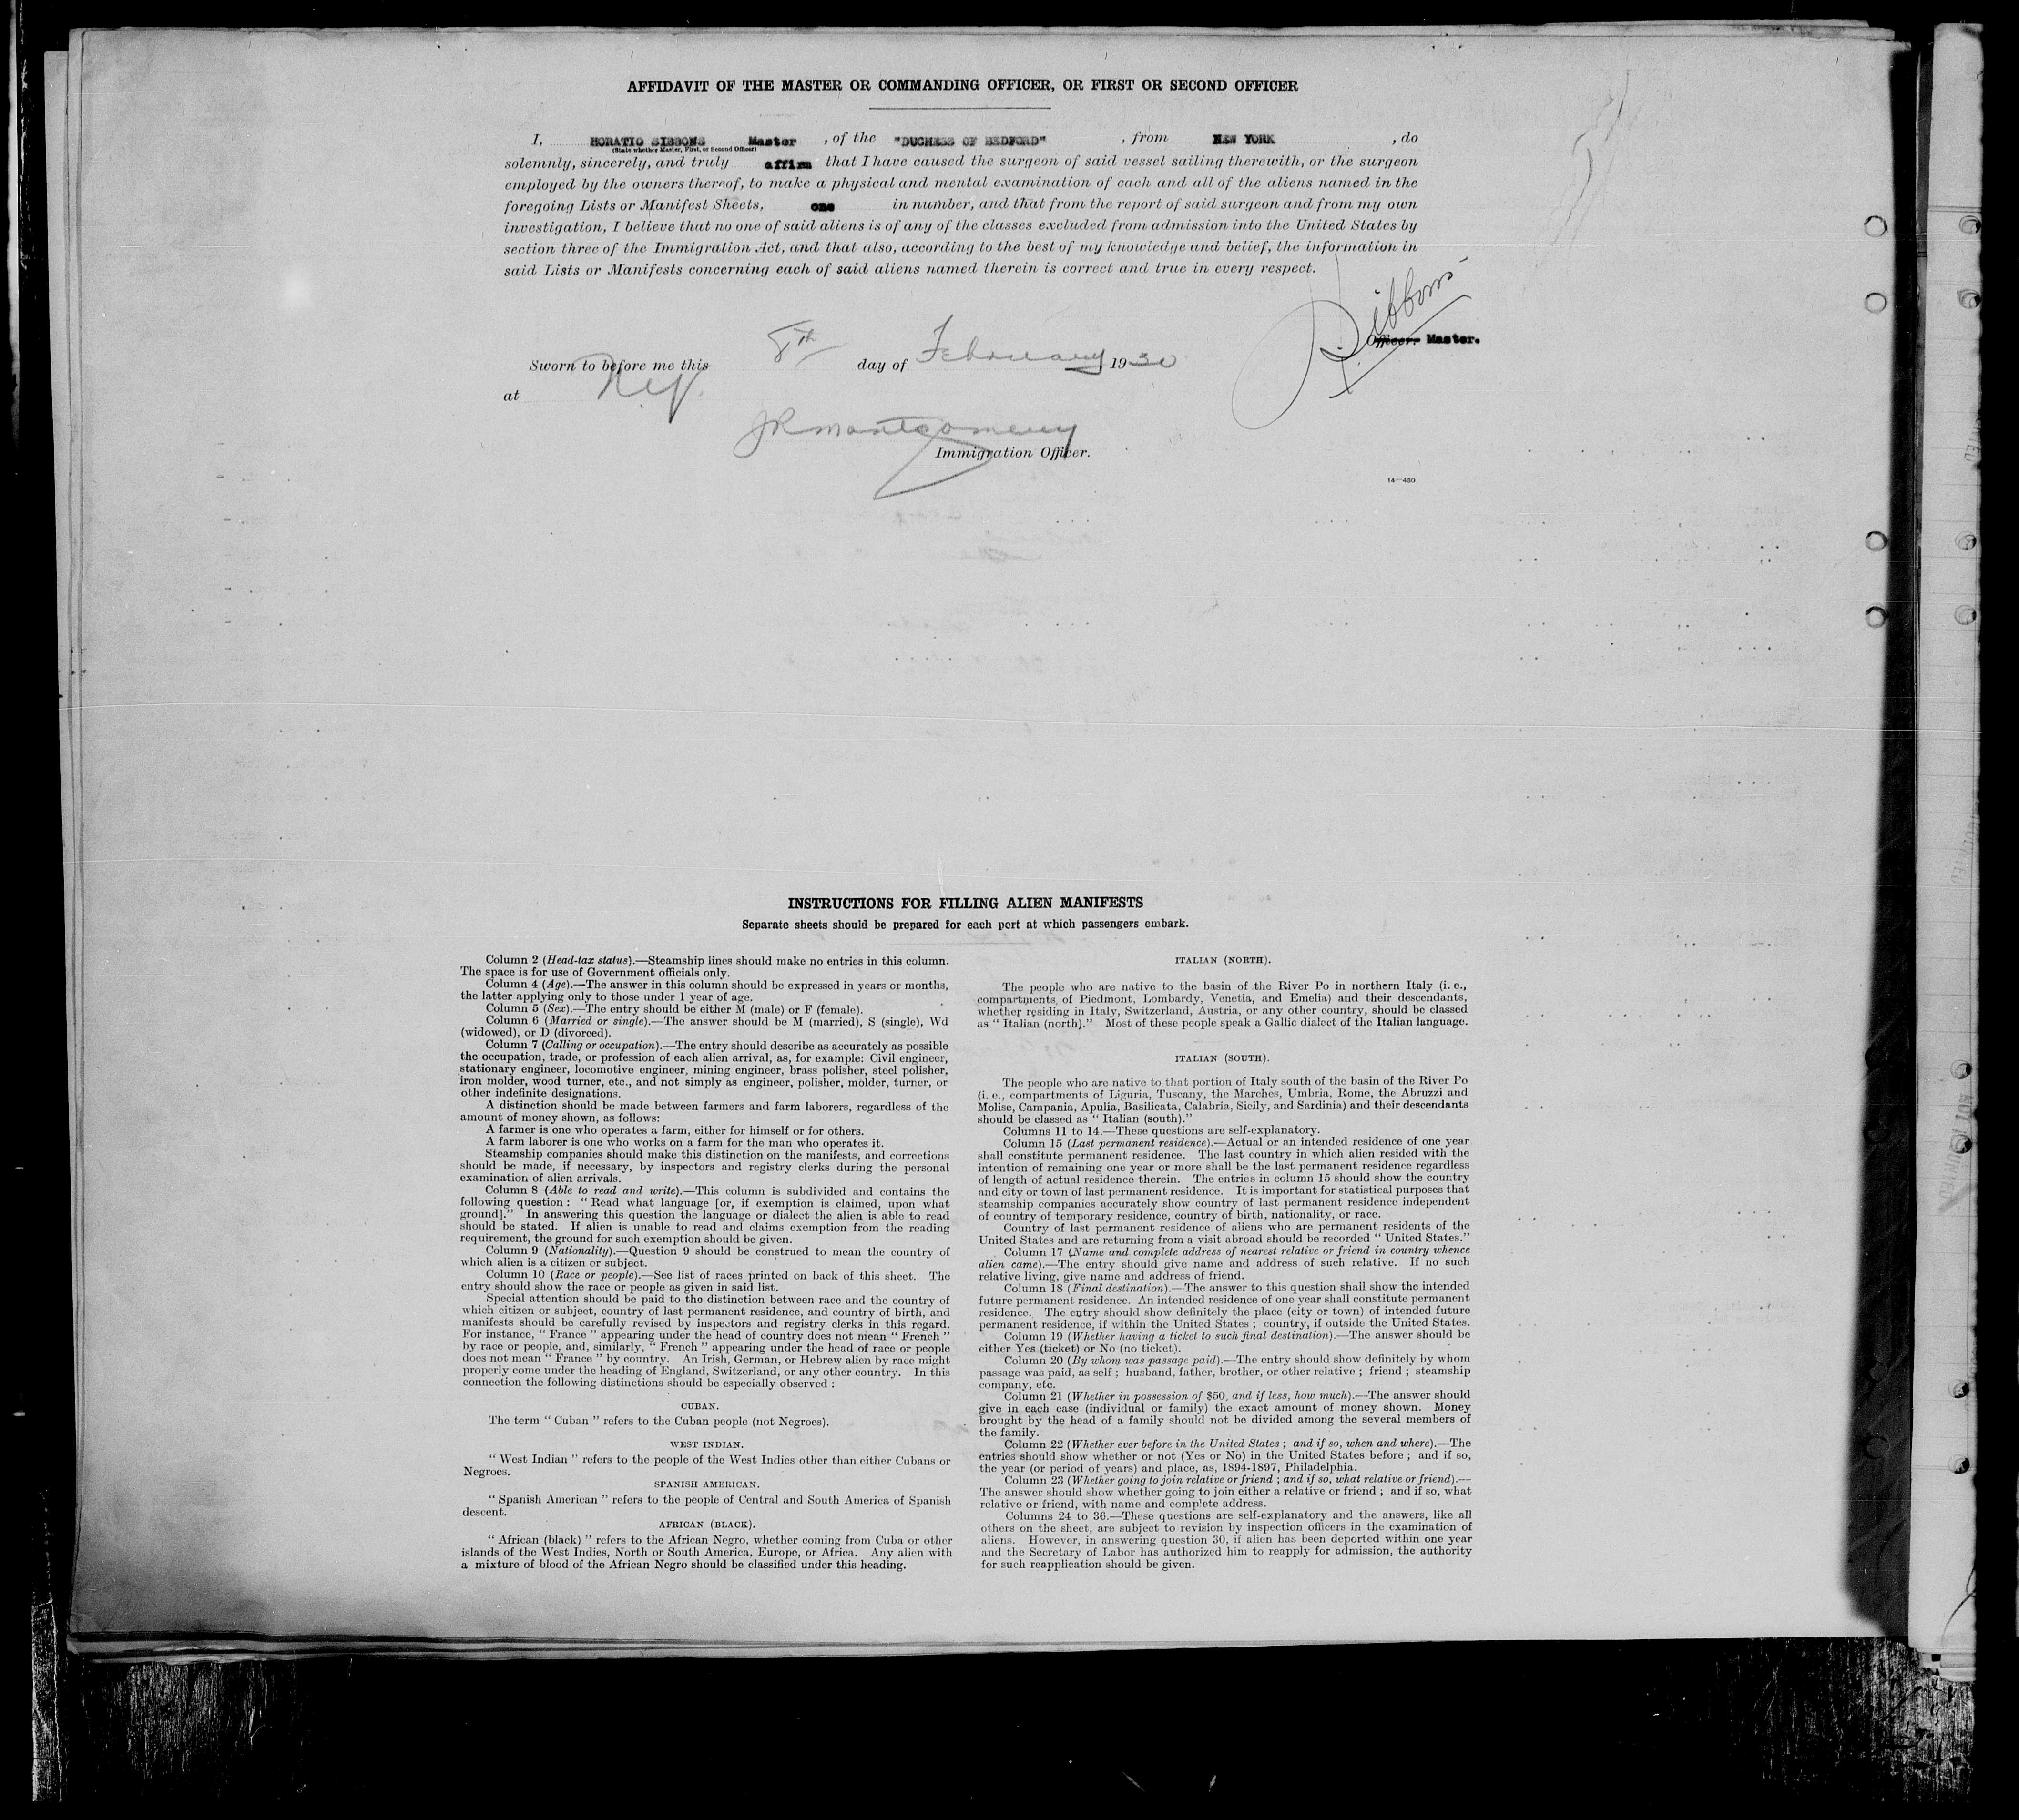 AFFIDAVIT OF THE MASTER OR COMMANDING OFFICER, OR FIRST OR SECOND OFFICER
I, HORATIO SIBBONS Master, of the "DUCHESS OF BEDFORD", from NEW YORK, do
(State whether Master, First, or Second Officer)
solemnly, sincerely, and truly affirm that I have caused the surgeon of said vessel sailing therewith, or the surgeon
employed by the owners thereof, to make a physical and mental examination of each and all of the aliens named in the
foregoing Lists or Manifest Sheets, one in number, and that from the report of said surgeon and from my own
investigation, I believe that no one of said aliens is of any of the classes excluded from admission into the United States by
section three of the Immigration Act, and that also, according to the best of my knowledge and belief, the information in
said Lists or Manifests concerning each of said aliens named therein is correct and true in every respect.
Sibbons
Officer. Master.
Sworn to before me this 8th day of February 1930
at N.Y.
JR Montgomery
Immigration Officer.
14—430
INSTRUCTIONS FOR FILLING ALIEN MANIFESTS
Separate sheets should be prepared for each port at which passengers embark.
Column 2 (Head-tax status).—Steamship lines should make no entries in this column.
The space is for use of Government officials only.
Column 4 (Age).—The answer in this column should be expressed in years or months,
the latter applying only to those under 1 year of age.
Column 5 (Sex).—The entry should be either M (male) or F (female).
Column 6 (Married or single).—The answer should be M (married), S (single), Wd
(widowed), or D (divorced).
Column 7 (Calling or occupation).—The entry should describe as accurately as possible
the occupation, trade, or profession of each alien arrival, as, for example: Civil engineer,
stationary engineer, locomotive engineer, mining engineer, brass polisher, steel polisher,
iron molder, wood turner, etc., and not simply as engineer, polisher, molder, turner, or
other indefinite designations.
A distinction should be made between farmers and farm laborers, regardless of the
amount of money shown, as follows:
A farmer is one who operates a farm, either for himself or for others.
A farm laborer is one who works on a farm for the man who operates it.
Steamship companies should make this distinction on the manifests, and corrections
should be made, if necessary, by inspectors and registry clerks during the personal
examination of alien arrivals.
Column 8 (Able to read and write).—This column is subdivided and contains the
following question: "Read what language [or, if exemption is claimed, upon what
ground]." In answering this question the language or dialect the alien is able to read
should be stated. If alien is unable to read and claims exemption from the reading
requirement, the ground for such exemption should be given.
Column 9 (Nationality).—Question 9 should be construed to mean the country of
which alien is a citizen or subject.
Column 10 (Race or people).—See list of races printed on back of this sheet. The
entry should show the race or people as given in said list.
Special attention should be paid to the distinction between race and the country of
which citizen or subject, country of last permanent residence, and country of birth, and
manifests should be carefully revised by inspectors and registry clerks in this regard.
For instance, "France" appearing under the head of country does not mean "French"
by race or people, and, similarly, "French" appearing under the head of race or people
does not mean "France" by country. An Irish, German, or Hebrew alien by race might
properly come under the heading of England, Switzerland, or any other country. In this
connection the following distinctions should be especially observed:
CUBAN.
The term "Cuban" refers to the Cuban people (not Negroes).
WEST INDIAN.
"West Indian" refers to the people of the West Indies other than either Cubans or
Negroes.
SPANISH AMERICAN.
"Spanish American" refers to the people of Central and South America of Spanish
descent.
AFRICAN (BLACK).
"African (black)" refers to the African Negro, whether coming from Cuba or other
islands of the West Indies, North or South America, Europe, or Africa. Any alien with
a mixture of blood of the African Negro should be classified under this heading.
ITALIAN (NORTH).
The people who are native to the basin of the River Po in northern Italy (i. e.,
compartments of Piedmont, Lombardy, Venetia, and Emelia) and their descendants,
whether residing in Italy, Switzerland, Austria, or any other country, should be classed
as "Italian (north)." Most of these people speak a Gallic dialect of the Italian language.
ITALIAN (SOUTH).
The people who are native to that portion of Italy south of the basin of the River Po
(i. e., compartments of Liguria, Tuscany, the Marches, Umbria, Rome, the Abruzzi and
Molise, Campania, Apulia, Basilicata, Calabria, Sicily, and Sardinia) and their descendants
should be classed as "Italian (south)."
Columns 11 to 14.—These questions are self-explanatory.
Column 15 (Last permanent residence).—Actual or an intended residence of one year
shall constitute permanent residence. The last country in which alien resided with the
intention of remaining one year or more shall be the last permanent residence regardless
of length of actual residence therein. The entries in column 15 should show the country
and city or town of last permanent residence. It is important for statistical purposes that
steamship companies accurately show country of last permanent residence independent
of country of temporary residence, country of birth, nationality, or race.
Country of last permanent residence of aliens who are permanent residents of the
United States and are returning from a visit abroad should be recorded "United States."
Column 17 (Name and complete address of nearest relative or friend in country whence
alien came).—The entry should give name and address of such relative. If no such
relative living, give name and address of friend.
Column 18 (Final destination).—The answer to this question shall show the intended
future permanent residence. An intended residence of one year shall constitute permanent
residence. The entry should show definitely the place (city or town) of intended future
permanent residence, if within the United States; country, if outside the United States.
Column 19 (Whether having a ticket to such final destination).—The answer should be
either Yes (ticket) or No (no ticket).
Column 20 (By whom was passage paid).—The entry should show definitely by whom
passage was paid, as self; husband, father, brother, or other relative; friend; steamship
company, etc.
Column 21 (Whether in possession of $50, and if less, how much).—The answer should
give in each case (individual or family) the exact amount of money shown. Money
brought by the head of a family should not be divided among the several members of
the family.
Column 22 (Whether ever before in the United States; and if so, when and where).—The
entries should show whether or not (Yes or No) in the United States before; and if so,
the year (or period of years) and place, as, 1894-1897, Philadelphia.
Column 23 (Whether going to join relative or friend; and if so, what relative or friend).—
The answer should show whether going to join either a relative or friend; and if so, what
relative or friend, with name and complete address.
Columns 24 to 36.—These questions are self-explanatory and the answers, like all
others on the sheet, are subject to revision by inspection officers in the examination of
aliens. However, in answering question 30, if alien has been deported within one year
and the Secretary of Labor has authorized him to reapply for admission, the authority
for such reapplication should be given.